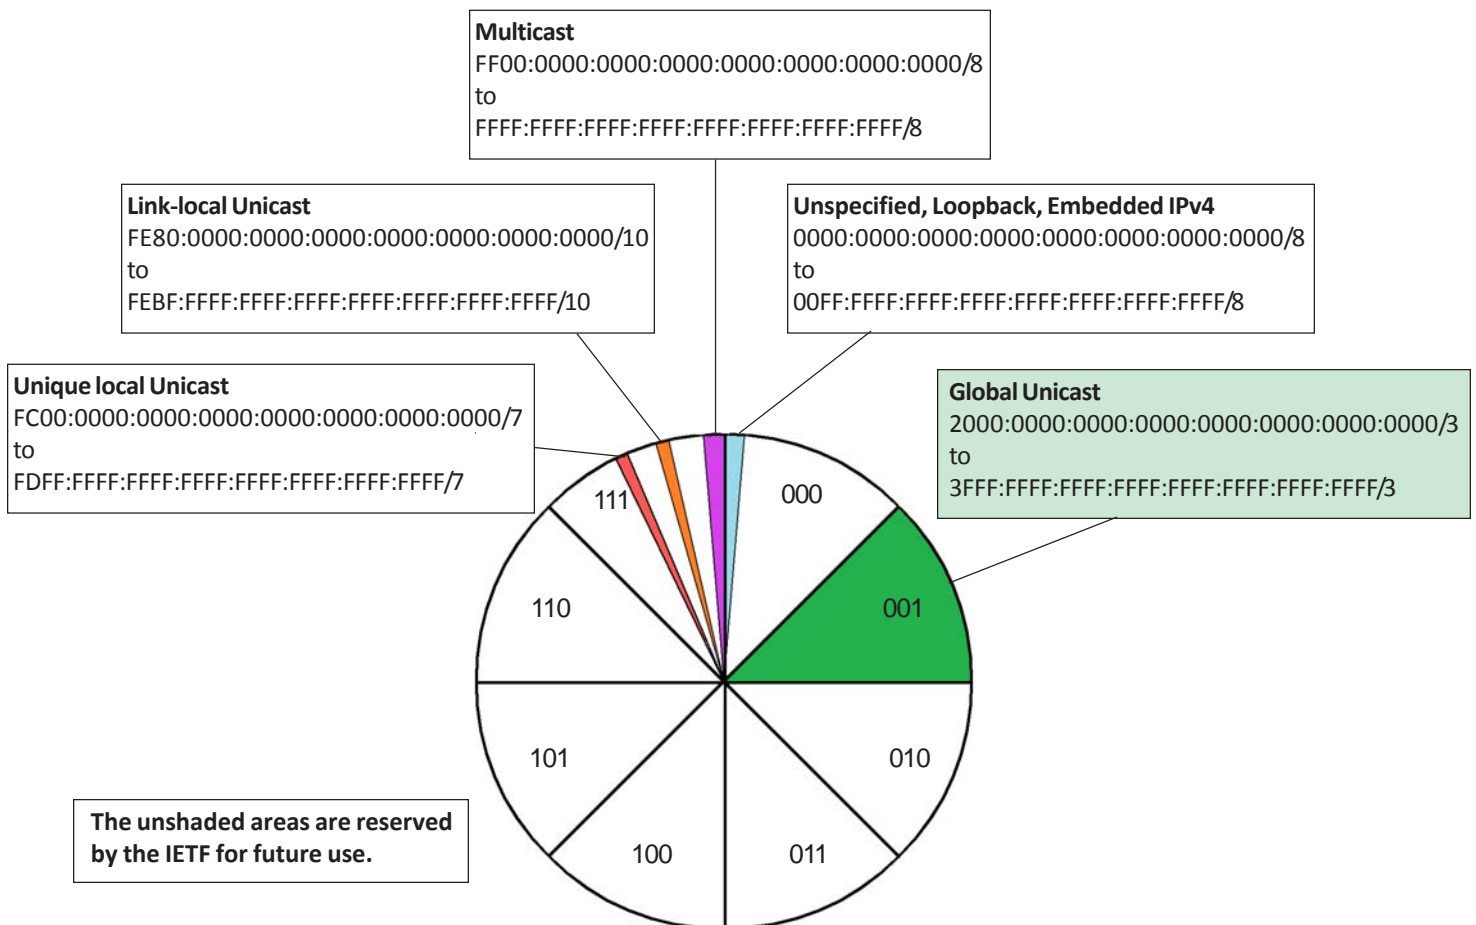 Multicast
FF00:0000:0000:0000:0000:0000:0000:0000/8
to
FFFF:FFFF:FFFF:FFFF:FFFF:FFFF:FFFF:FFFF/8
Link-local Unicast
FE80:0000:0000:0000:0000:0000:0000:0000/10
to
FEBF:FFFF:FFFF:FFFF:FFFF:FFFF:FFFF:FFFF/10
Unspecified, Loopback, Embedded IPv4
0000:0000:0000:0000:0000:0000:0000:0000/8
to
00FF:FFFF:FFFF:FFFF:FFFF:FFFF:FFFF:FFFF/8
Unique local Unicast
FC00:0000:0000:0000:0000:0000:0000:0000/7
to
FDFF:FFFF:FFFF:FFFF:FFFF:FFFF:FFFF:FFFF/7
Global Unicast
2000:0000:0000:0000:0000:0000:0000:0000/3
to
3FFF:FFFF:FFFF:FFFF:FFFF:FFFF:FFFF:FFFF/3
111
000
110
001
101
010
100
011
The unshaded areas are reserved
by the IETF for future use.